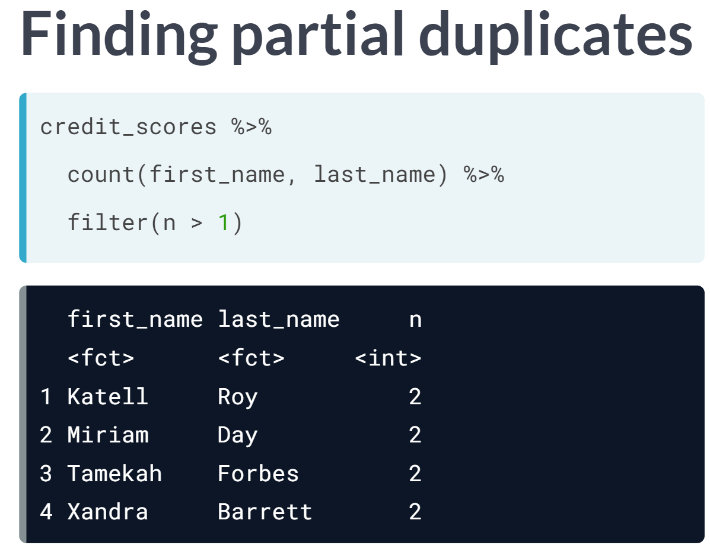 Finding partial duplicates
credit_scores %>%
  count(first_name, last_name) %>%
  filter(n > 1)
  first_name last_name     n
  <fct>      <fct>     <int>
1 Katell     Roy           2
2 Miriam     Day           2
3 Tamekah    Forbes        2
4 Xandra     Barrett       2